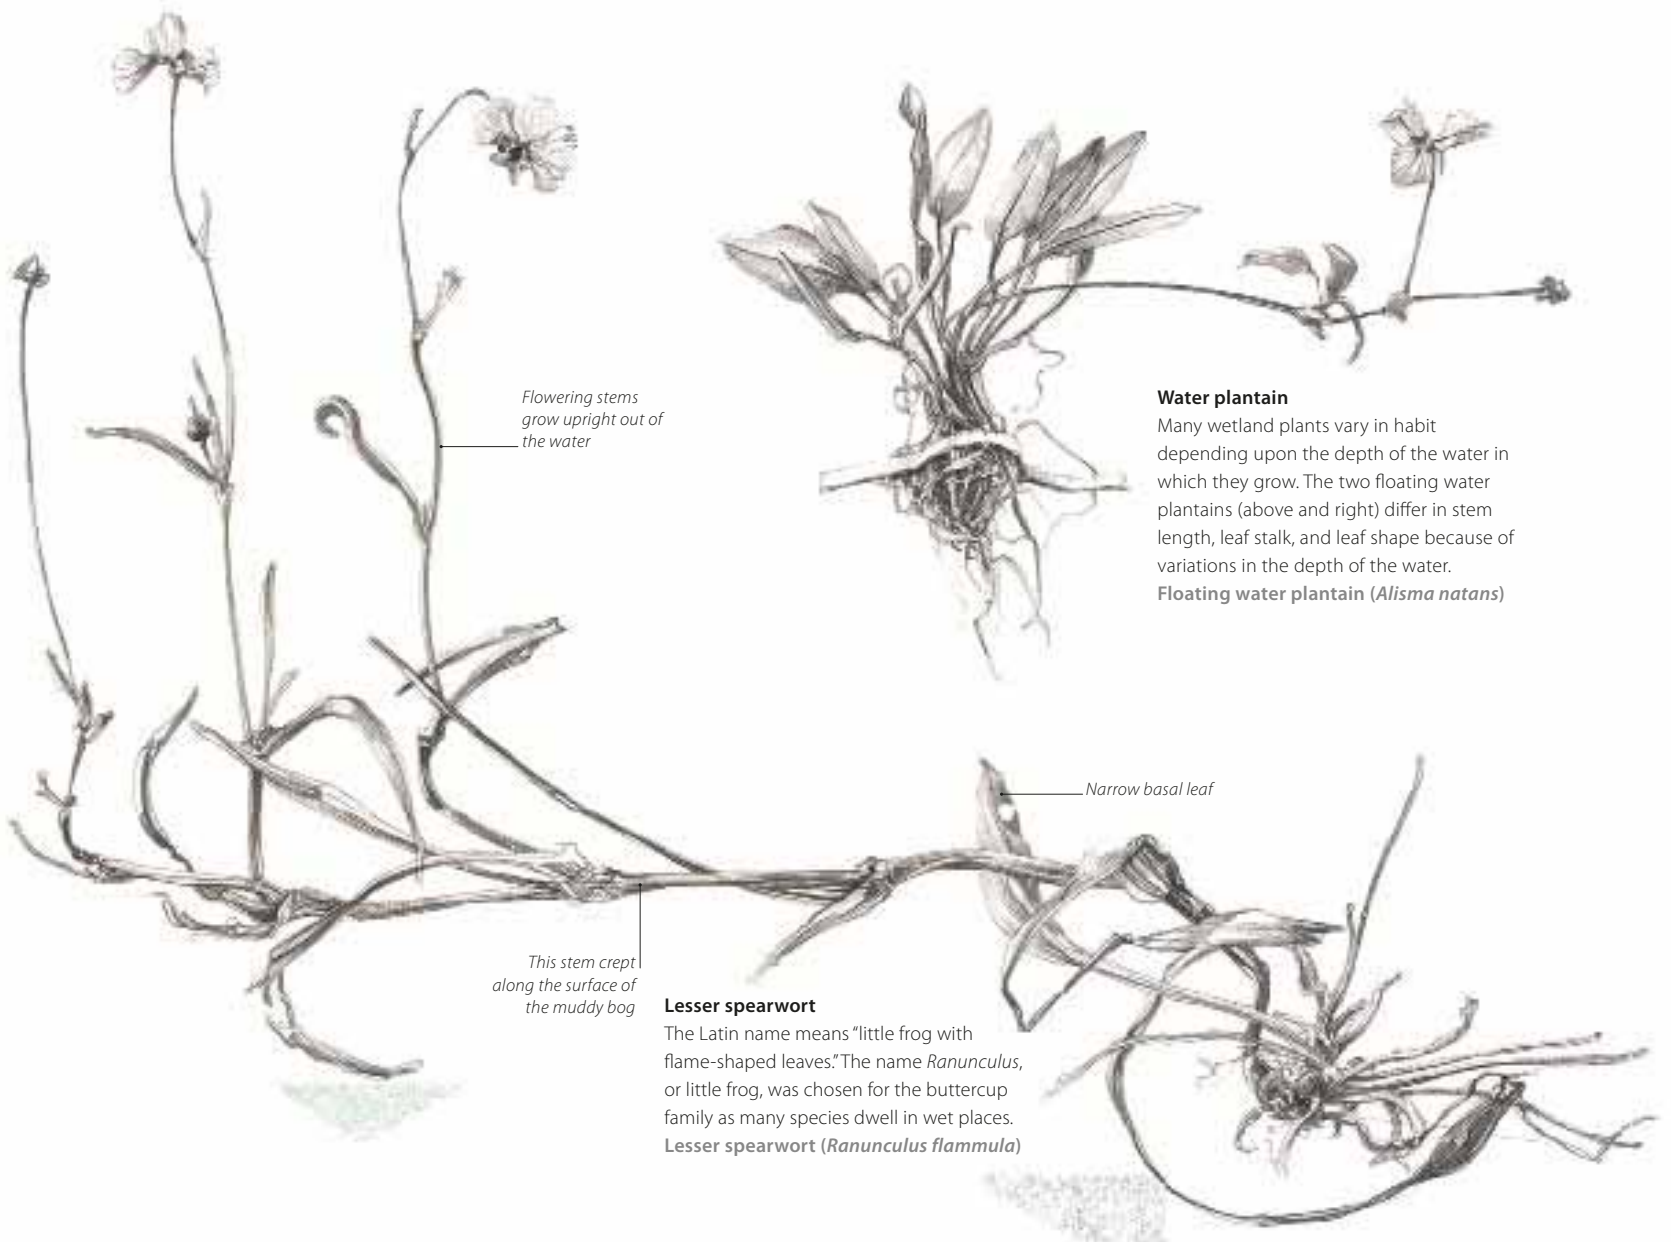 Flowering stems
grow upright out of
the water
Water plantain
Many wetland plants vary in habit
depending upon the depth of the water in
which they grow. The two floating water
plantains (above and right) differ in stem
length, leaf stalk, and leaf shape because of
variations in the depth of the water.
Floating water plantain (Alisma natans)
Narrow basal leaf
This stem crept
along the surface of
the muddy bog
Lesser spearwort
The Latin name means “little frog with
flame-shaped leaves.” The name Ranunculus,
or little frog, was chosen for the buttercup
family as many species dwell in wet places.
Lesser spearwort (Ranunculus flammula)